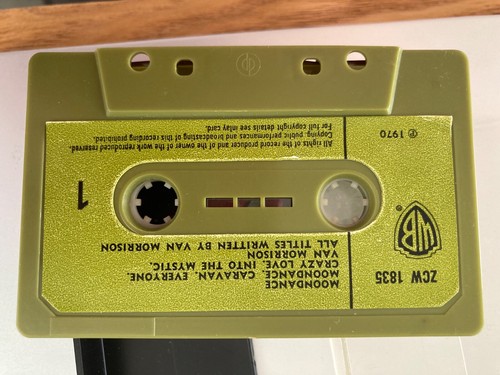 ZCW 1835
WB®
℗ 1970
MOONDANCE
MOONDANCE. CARAVAN. EVERYONE.
CRAZY LOVE. INTO THE MYSTIC.
VAN MORRISON
ALL TITLES WRITTEN BY VAN MORRISON
1
All rights of the record producer and of the owner of the work reproduced reserved.
Copying, public performances and broadcasting of this recording prohibited.
For full copyright details see inlay card.